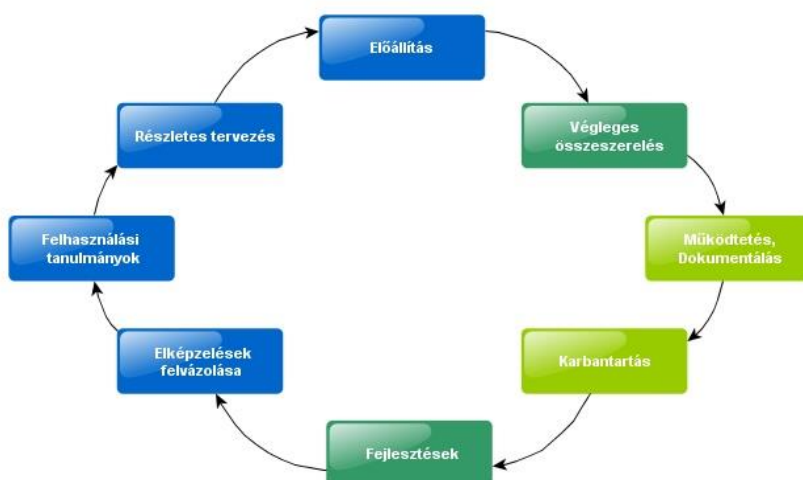 Előállítás
Végleges
összeszerelés
Működtetés,
Dokumentálás
Karbantartás
Fejlesztések
Elképzelések
felvázolása
Felhasználási
tanulmányok
Részletes tervezés